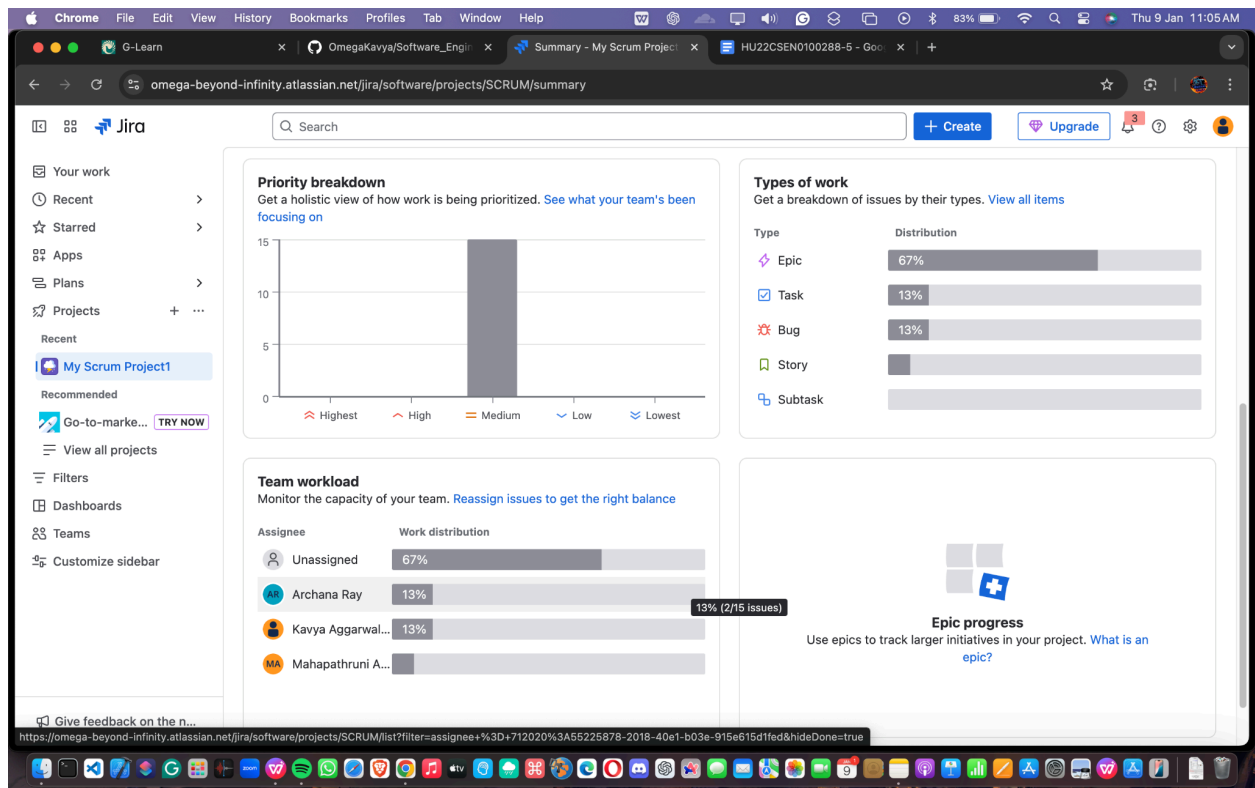 Chrome File Edit View History Bookmarks Profiles Tab Window Help 83% Thu 9 Jan 11:05 AM
G-Learn
OmegaKavya/Software_Engin
Summary - My Scrum Project
HU22CSEN0100288-5 - Goo
omega-beyond-infinity.atlassian.net/jira/software/projects/SCRUM/summary
Jira
Search
+ Create
Upgrade
3
Your work
Recent
Starred
Apps
Plans
Projects
Recent
My Scrum Project1
Recommended
Go-to-marke... TRY NOW
View all projects
Filters
Dashboards
Teams
Customize sidebar
Give feedback on the n...
Priority breakdown
Get a holistic view of how work is being prioritized. See what your team's been
focusing on
15
10
5
0
Highest High Medium Low Lowest
Types of work
Get a breakdown of issues by their types. View all items
Type Distribution
Epic 67%
Task 13%
Bug 13%
Story
Subtask
Team workload
Monitor the capacity of your team. Reassign issues to get the right balance
Assignee Work distribution
Unassigned 67%
AR Archana Ray 13%
13% (2/15 issues)
Kavya Aggarwal... 13%
MA Mahapathruni A...
Epic progress
Use epics to track larger initiatives in your project. What is an
epic?
https://omega-beyond-infinity.atlassian.net/jira/software/projects/SCRUM/list?filter=assignee+%3D+712020%3A55225878-2018-40e1-b03e-915e615d1fed&hideDone=true
zoom
tv
9